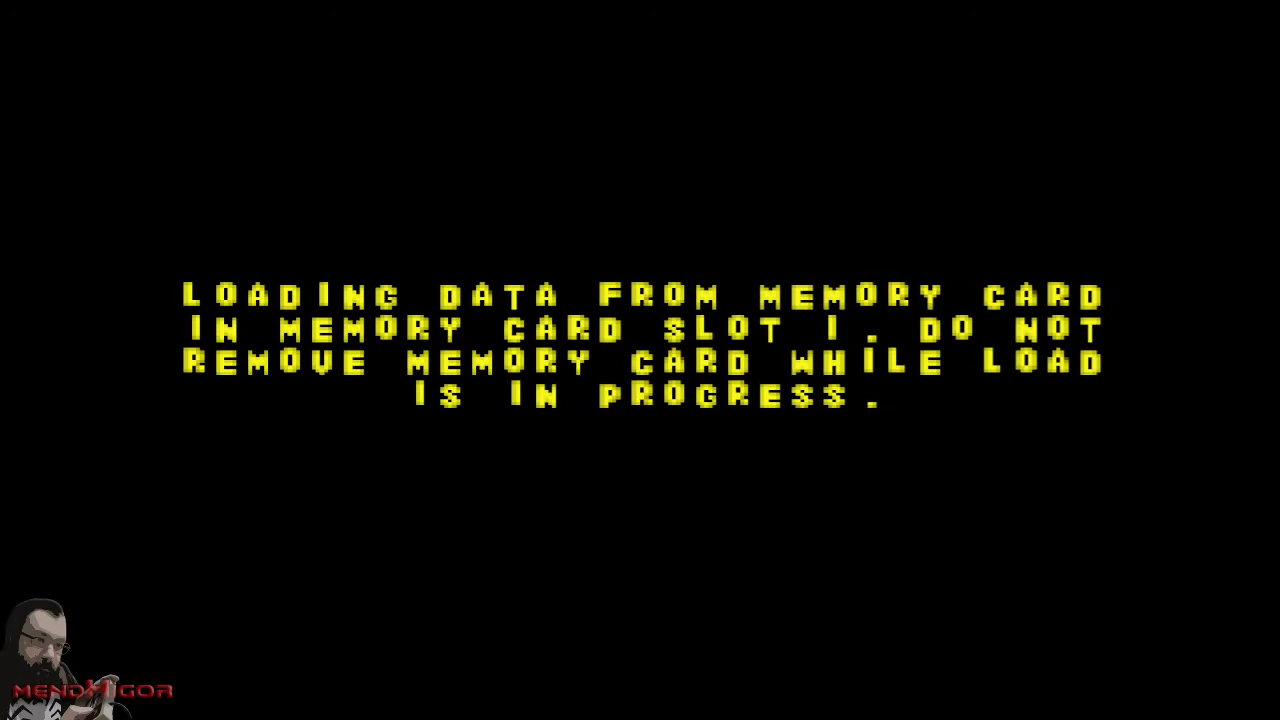 LOADING DATA FROM MEMORY CARD
IN MEMORY CARD SLOT 1. DO NOT
REMOVE MEMORY CARD WHILE LOAD
IS IN PROGRESS.
MENDHIGOR